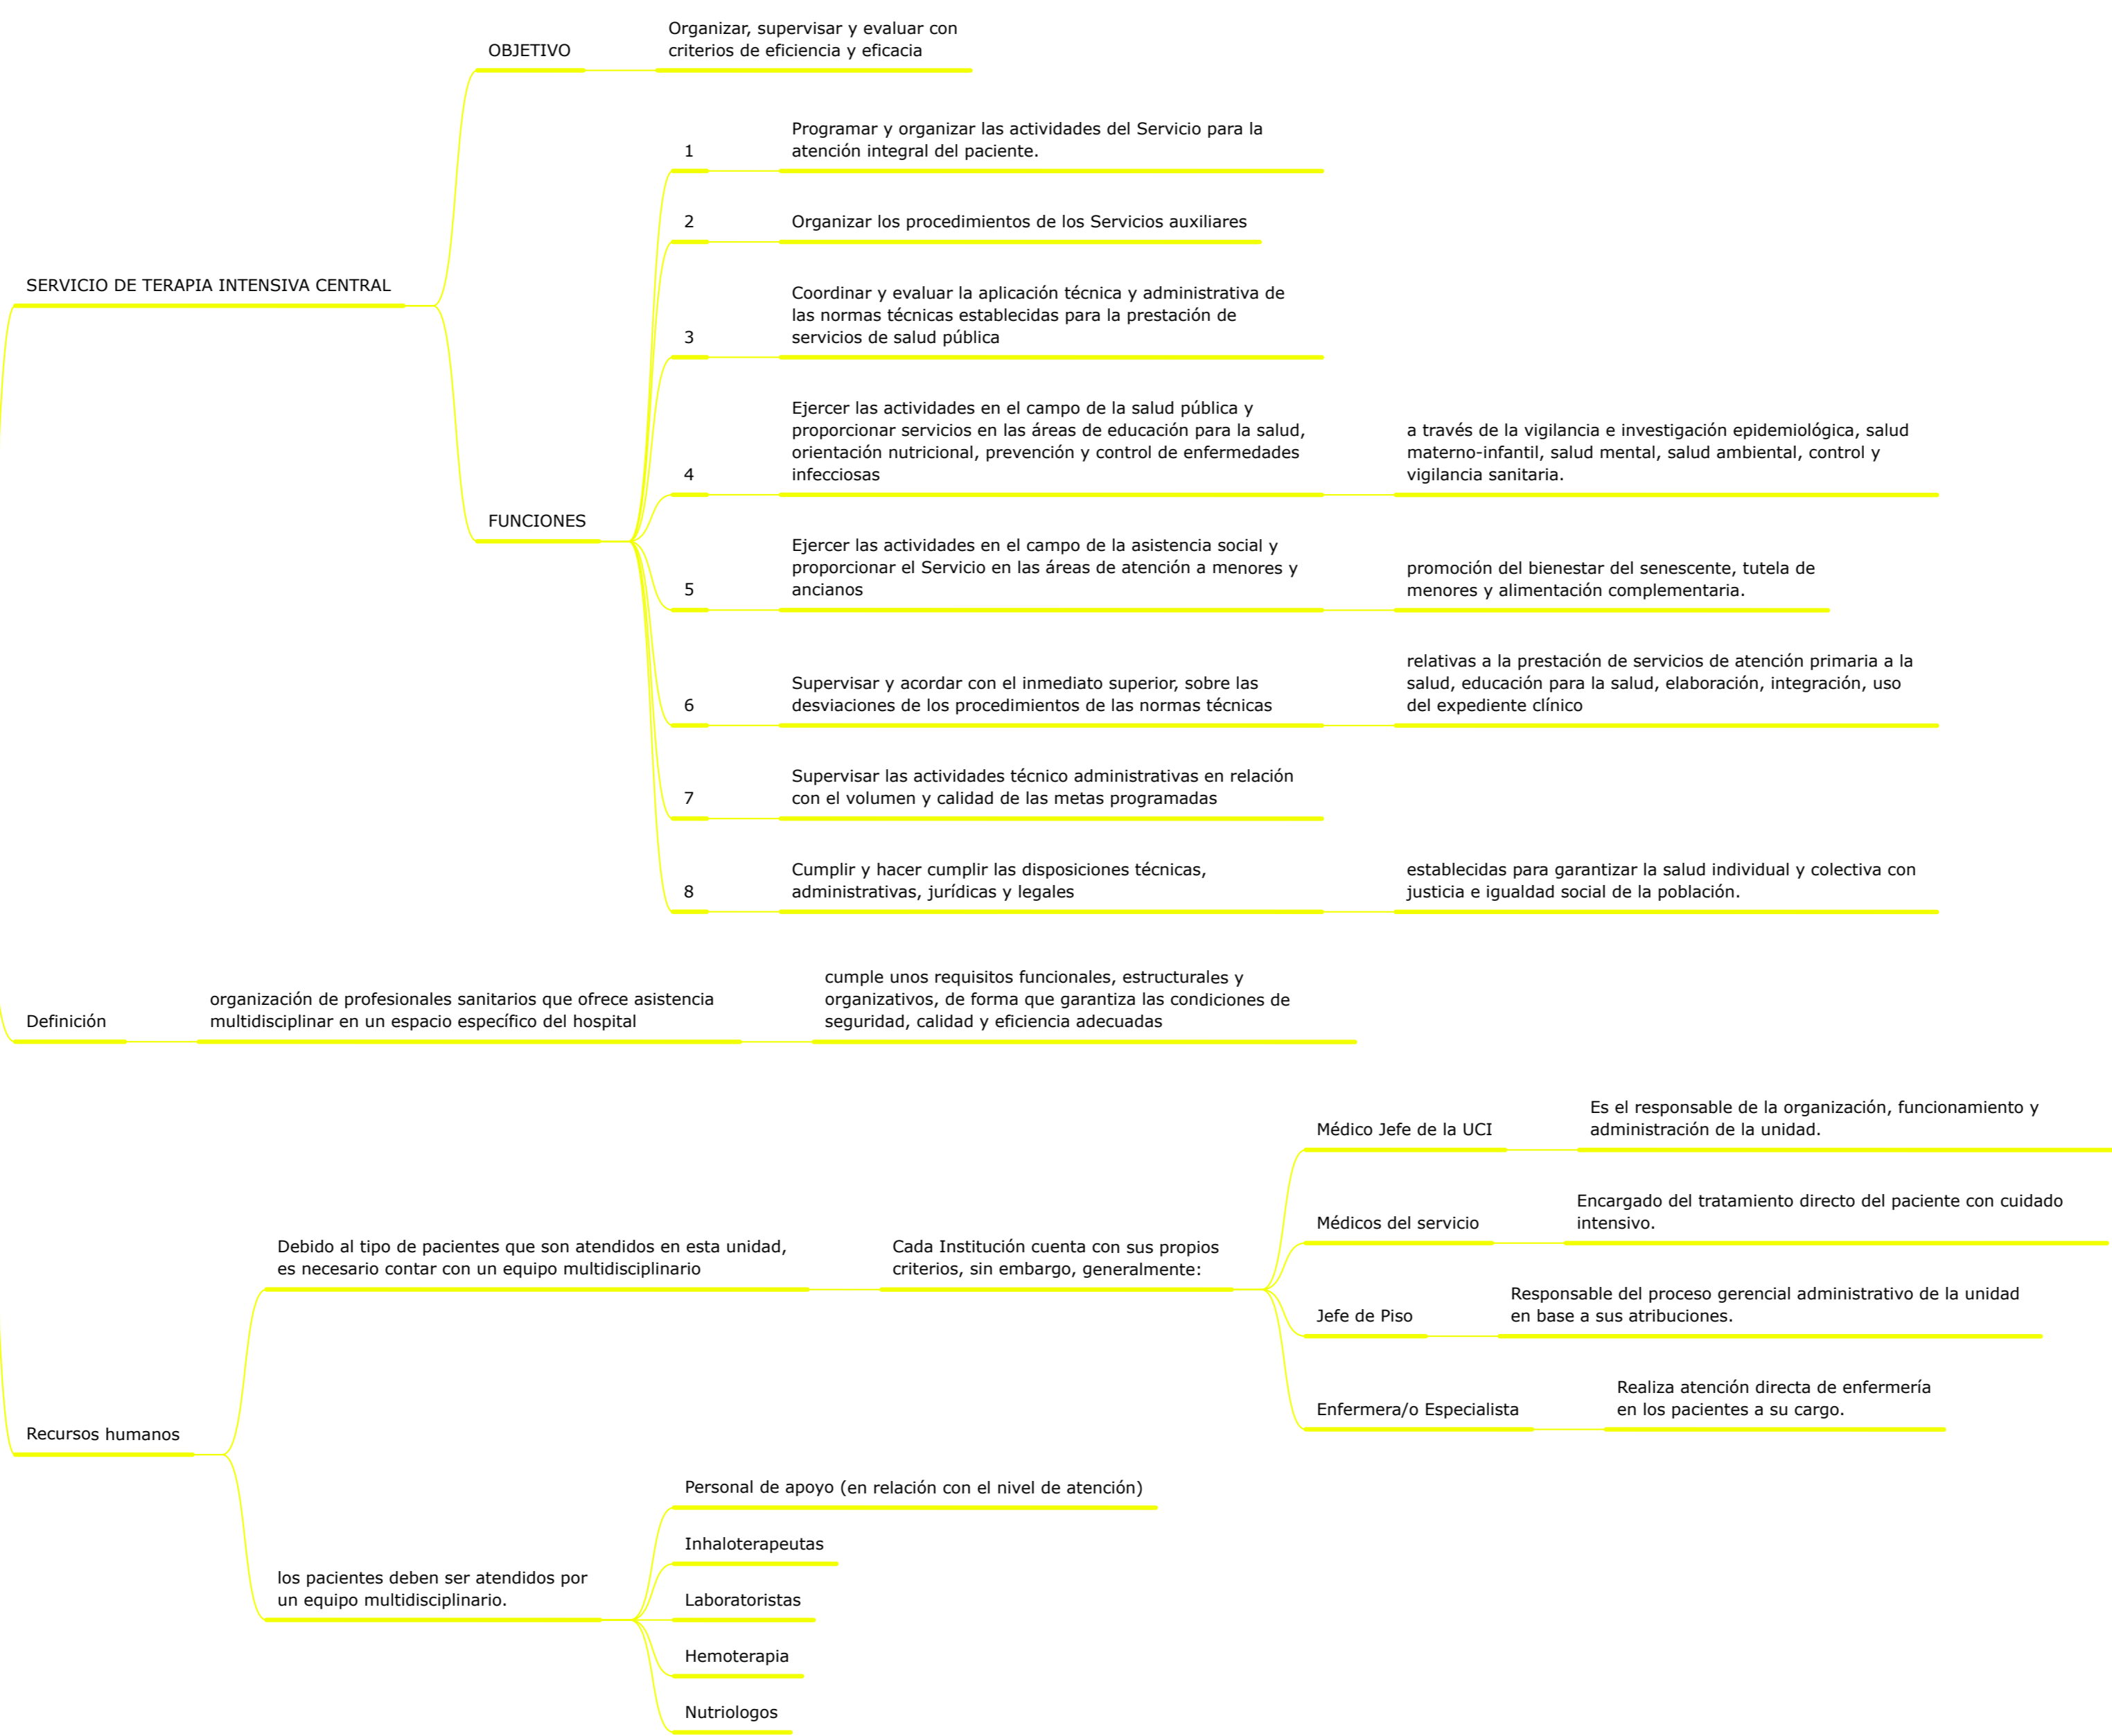 OBJETIVO
Organizar, supervisar y evaluar con
criterios de eficiencia y eficacia
SERVICIO DE TERAPIA INTENSIVA CENTRAL
FUNCIONES
1
Programar y organizar las actividades del Servicio para la
atención integral del paciente.
2
Organizar los procedimientos de los Servicios auxiliares
3
Coordinar y evaluar la aplicación técnica y administrativa de
las normas técnicas establecidas para la prestación de
servicios de salud pública
4
Ejercer las actividades en el campo de la salud pública y
proporcionar servicios en las áreas de educación para la salud,
orientación nutricional, prevención y control de enfermedades
infecciosas
a través de la vigilancia e investigación epidemiológica, salud
materno-infantil, salud mental, salud ambiental, control y
vigilancia sanitaria.
5
Ejercer las actividades en el campo de la asistencia social y
proporcionar el Servicio en las áreas de atención a menores y
ancianos
promoción del bienestar del senescente, tutela de
menores y alimentación complementaria.
6
Supervisar y acordar con el inmediato superior, sobre las
desviaciones de los procedimientos de las normas técnicas
relativas a la prestación de servicios de atención primaria a la
salud, educación para la salud, elaboración, integración, uso
del expediente clínico
7
Supervisar las actividades técnico administrativas en relación
con el volumen y calidad de las metas programadas
8
Cumplir y hacer cumplir las disposiciones técnicas,
administrativas, jurídicas y legales
establecidas para garantizar la salud individual y colectiva con
justicia e igualdad social de la población.
Definición
organización de profesionales sanitarios que ofrece asistencia
multidisciplinar en un espacio específico del hospital
cumple unos requisitos funcionales, estructurales y
organizativos, de forma que garantiza las condiciones de
seguridad, calidad y eficiencia adecuadas
Recursos humanos
Debido al tipo de pacientes que son atendidos en esta unidad,
es necesario contar con un equipo multidisciplinario
Cada Institución cuenta con sus propios
criterios, sin embargo, generalmente:
Médico Jefe de la UCI
Es el responsable de la organización, funcionamiento y
administración de la unidad.
Médicos del servicio
Encargado del tratamiento directo del paciente con cuidado
intensivo.
Jefe de Piso
Responsable del proceso gerencial administrativo de la unidad
en base a sus atribuciones.
Enfermera/o Especialista
Realiza atención directa de enfermería
en los pacientes a su cargo.
los pacientes deben ser atendidos por
un equipo multidisciplinario.
Personal de apoyo (en relación con el nivel de atención)
Inhaloterapeutas
Laboratoristas
Hemoterapia
Nutriologos